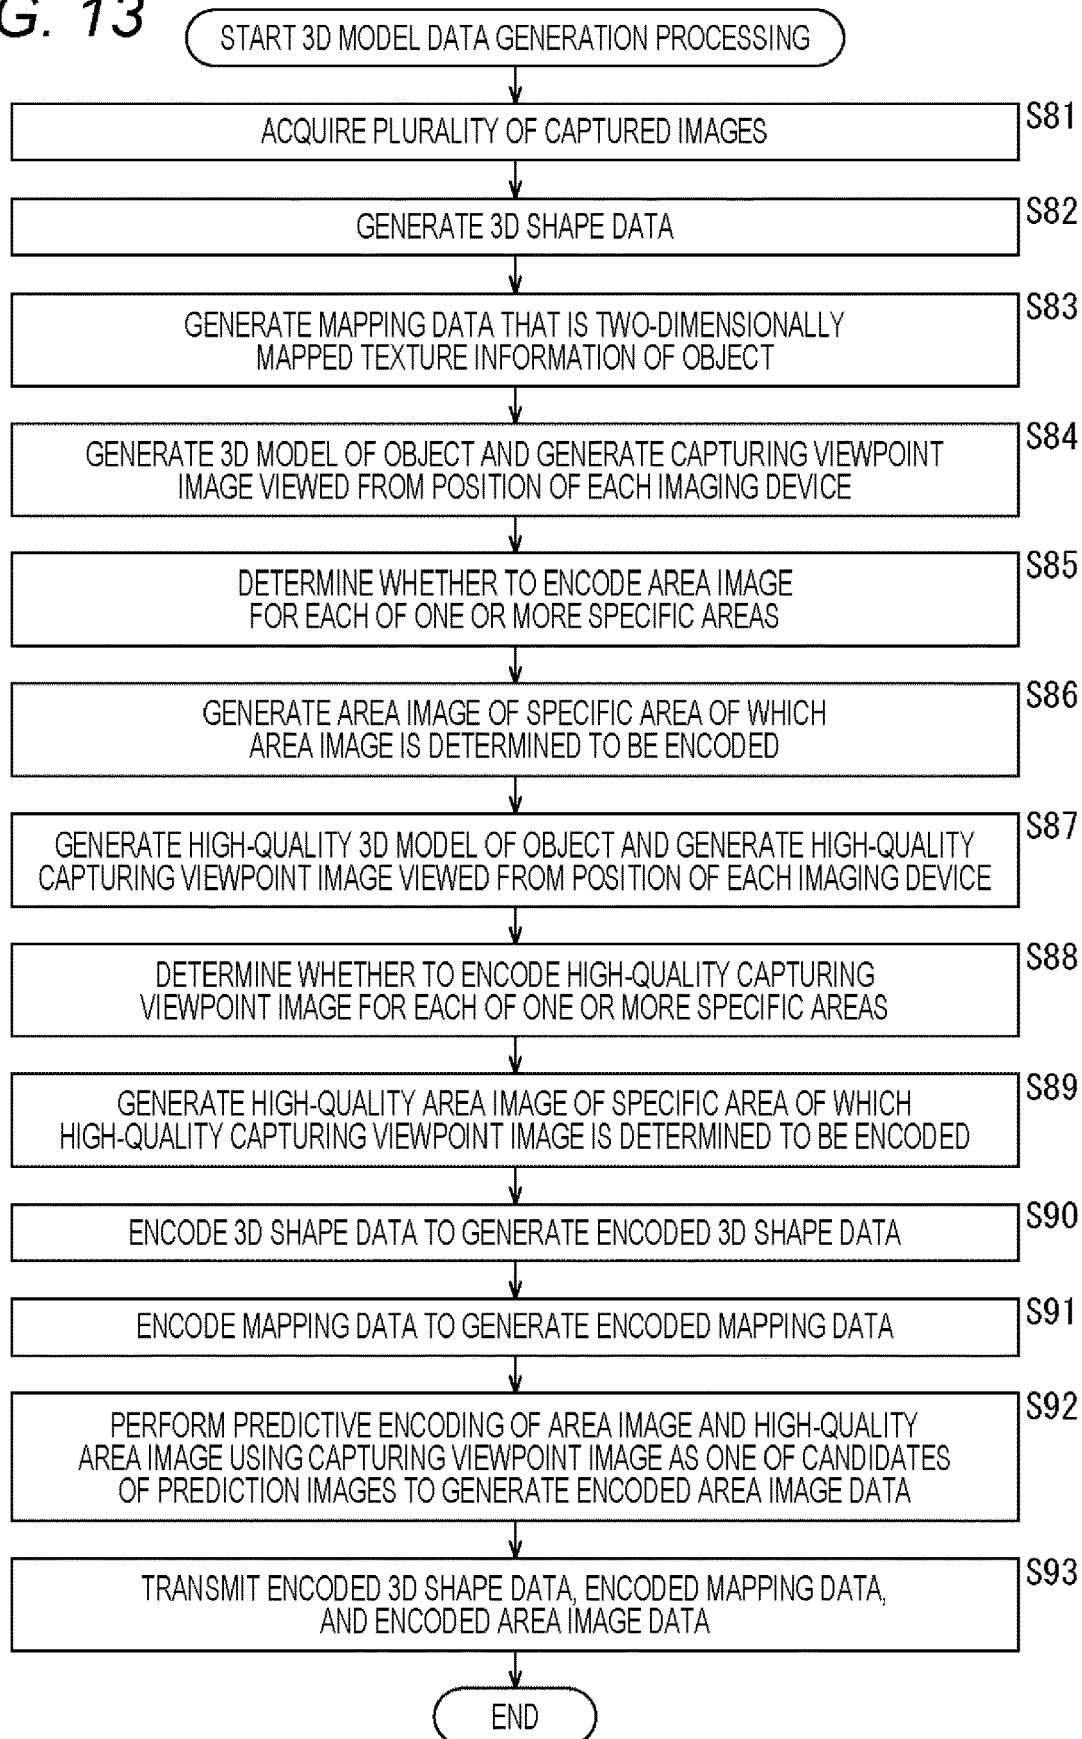 G. 13
START 3D MODEL DATA GENERATION PROCESSING
S81
ACQUIRE PLURALITY OF CAPTURED IMAGES
S82
GENERATE 3D SHAPE DATA
S83
GENERATE MAPPING DATA THAT IS TWO-DIMENSIONALLY
MAPPED TEXTURE INFORMATION OF OBJECT
S84
GENERATE 3D MODEL OF OBJECT AND GENERATE CAPTURING VIEWPOINT
IMAGE VIEWED FROM POSITION OF EACH IMAGING DEVICE
S85
DETERMINE WHETHER TO ENCODE AREA IMAGE
FOR EACH OF ONE OR MORE SPECIFIC AREAS
S86
GENERATE AREA IMAGE OF SPECIFIC AREA OF WHICH
AREA IMAGE IS DETERMINED TO BE ENCODED
S87
GENERATE HIGH-QUALITY 3D MODEL OF OBJECT AND GENERATE HIGH-QUALITY
CAPTURING VIEWPOINT IMAGE VIEWED FROM POSITION OF EACH IMAGING DEVICE
S88
DETERMINE WHETHER TO ENCODE HIGH-QUALITY CAPTURING
VIEWPOINT IMAGE FOR EACH OF ONE OR MORE SPECIFIC AREAS
S89
GENERATE HIGH-QUALITY AREA IMAGE OF SPECIFIC AREA OF WHICH
HIGH-QUALITY CAPTURING VIEWPOINT IMAGE IS DETERMINED TO BE ENCODED
S90
ENCODE 3D SHAPE DATA TO GENERATE ENCODED 3D SHAPE DATA
S91
ENCODE MAPPING DATA TO GENERATE ENCODED MAPPING DATA
S92
PERFORM PREDICTIVE ENCODING OF AREA IMAGE AND HIGH-QUALITY
AREA IMAGE USING CAPTURING VIEWPOINT IMAGE AS ONE OF CANDIDATES
OF PREDICTION IMAGES TO GENERATE ENCODED AREA IMAGE DATA
S93
TRANSMIT ENCODED 3D SHAPE DATA, ENCODED MAPPING DATA,
AND ENCODED AREA IMAGE DATA
END